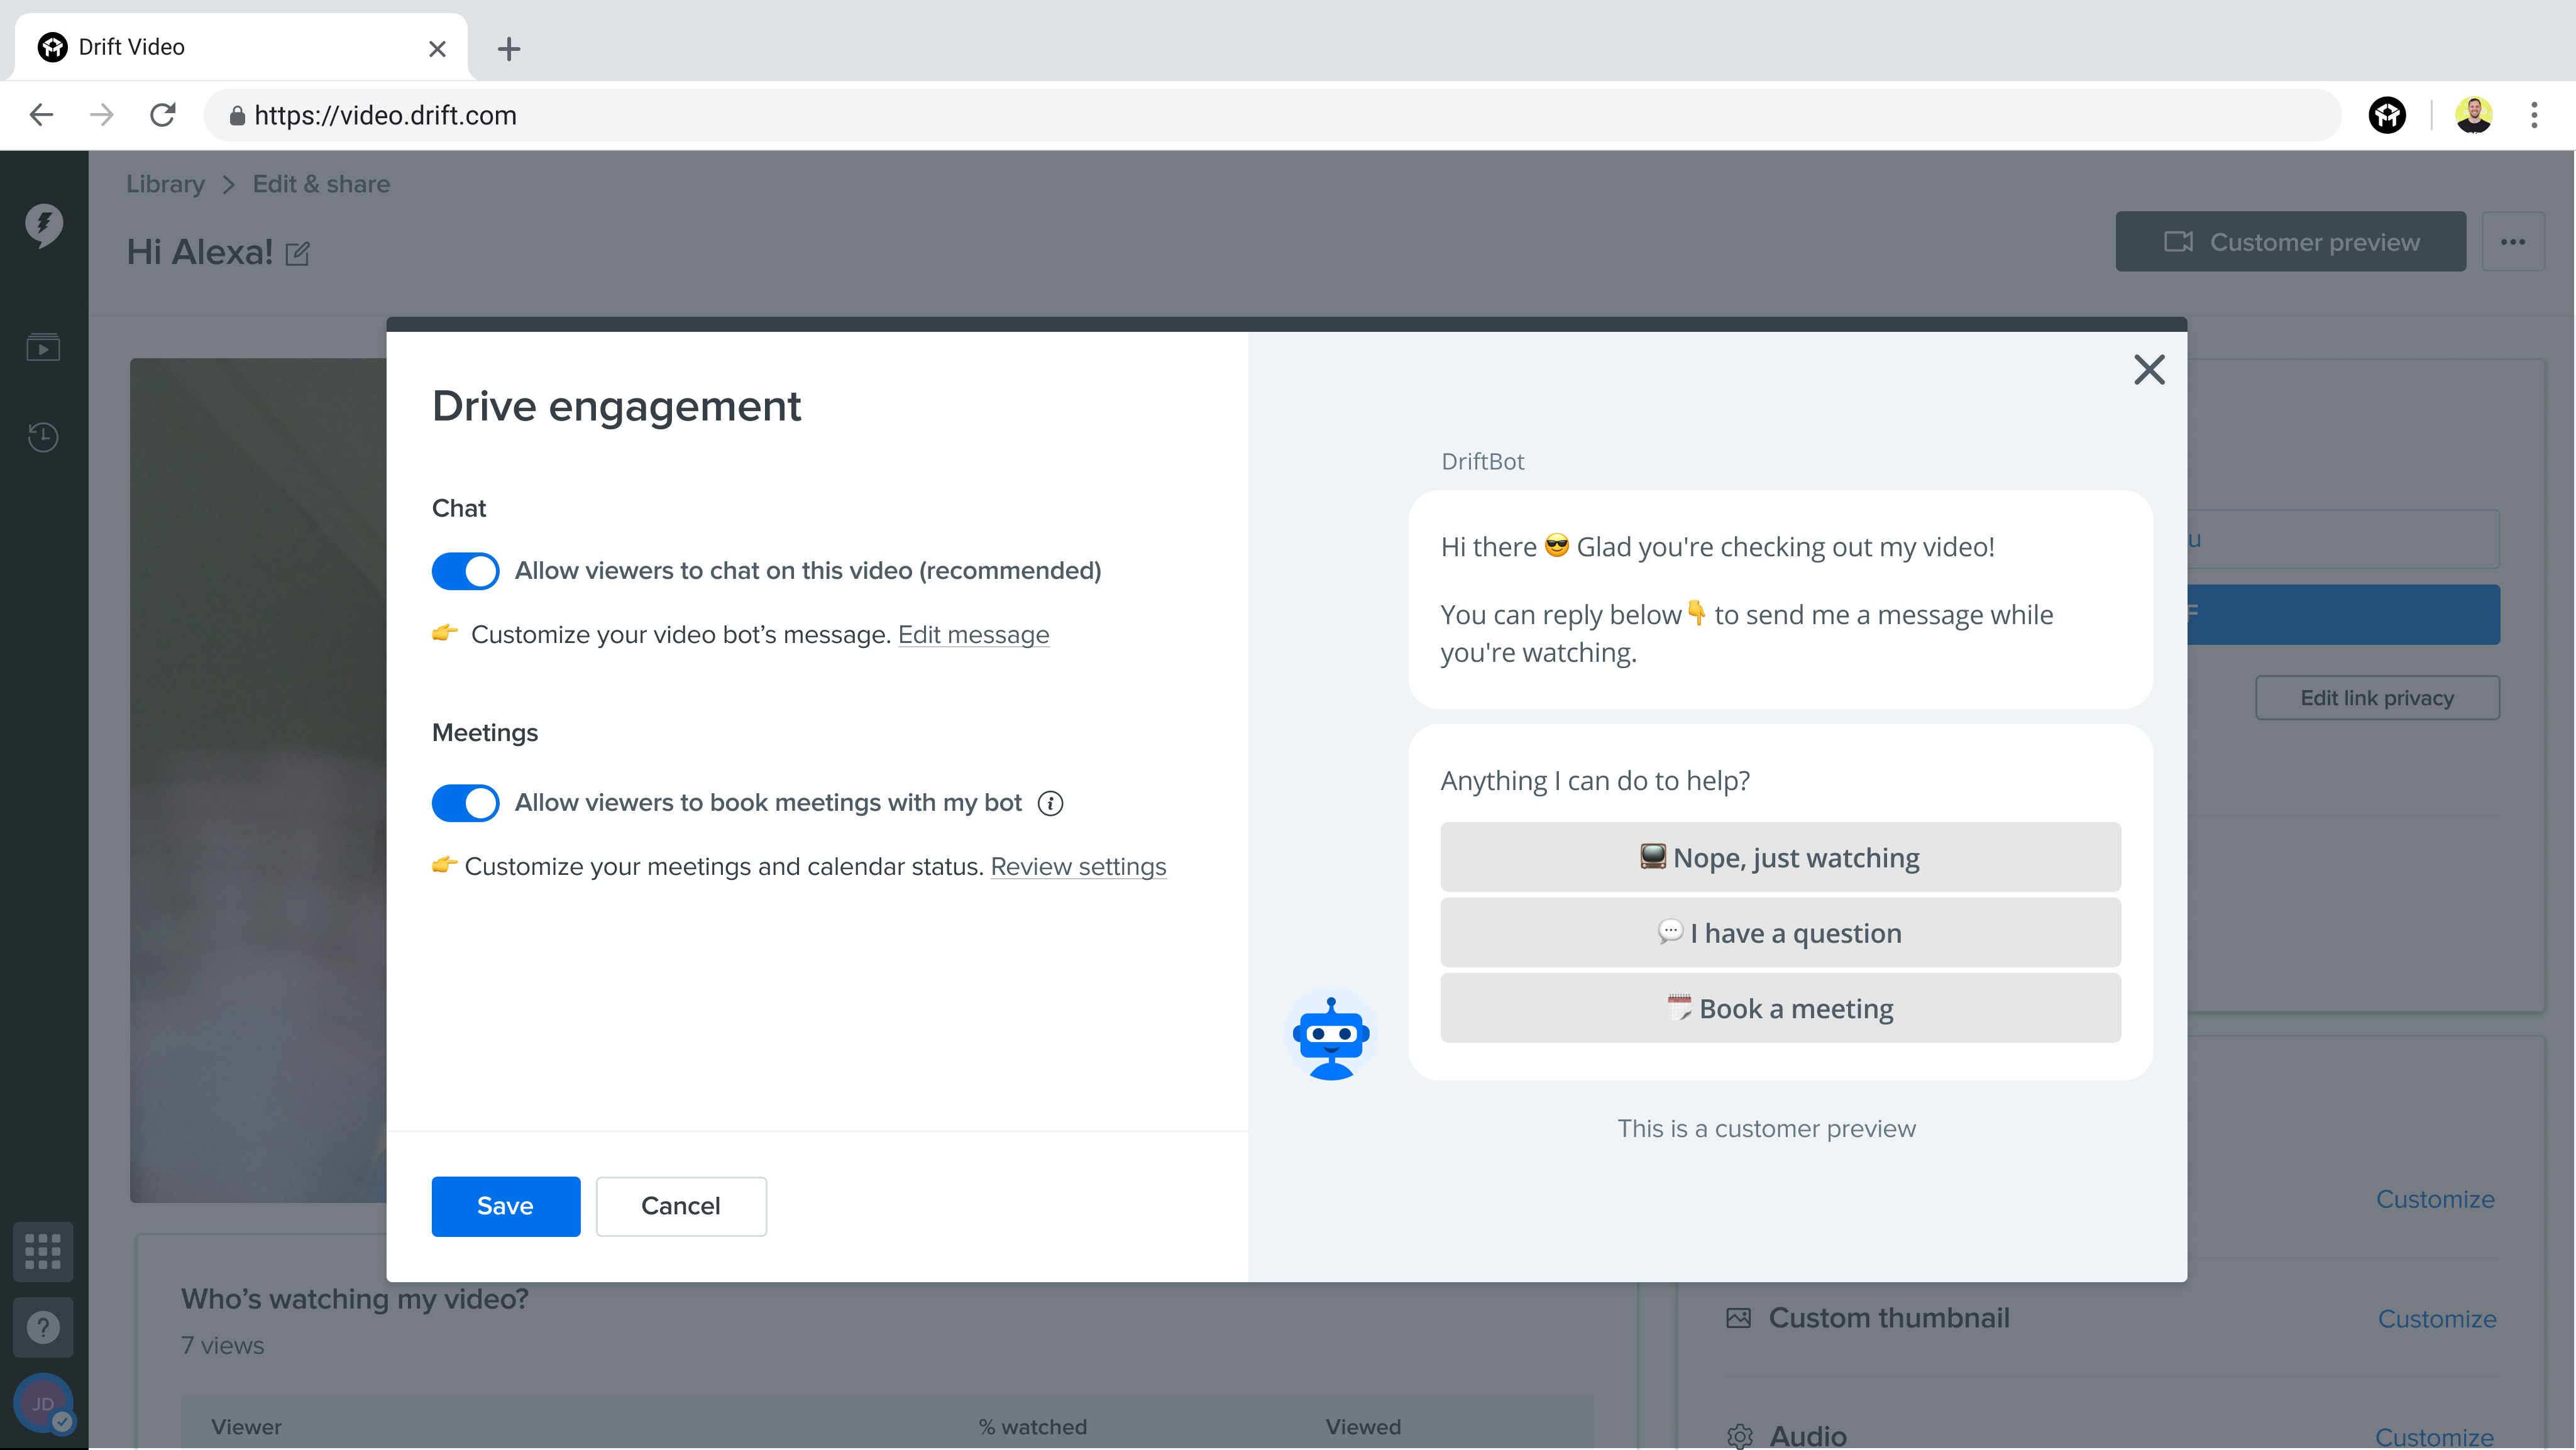 Drift Video
https://video.drift.com
Library > Edit & share
Hi Alexa!
Customer preview
Drive engagement
Chat
Allow viewers to chat on this video (recommended)
👉 Customize your video bot’s message. Edit message
Meetings
Allow viewers to book meetings with my bot
👉 Customize your meetings and calendar status. Review settings
Save
Cancel
DriftBot
Hi there 😎 Glad you're checking out my video!
You can reply below👇 to send me a message while
you're watching.
Anything I can do to help?
📺 Nope, just watching
💬 I have a question
🗓 Book a meeting
This is a customer preview
Edit link privacy
Customize
Custom thumbnail
Customize
Audio
Customize
Who’s watching my video?
7 views
Viewer
% watched
Viewed
JD